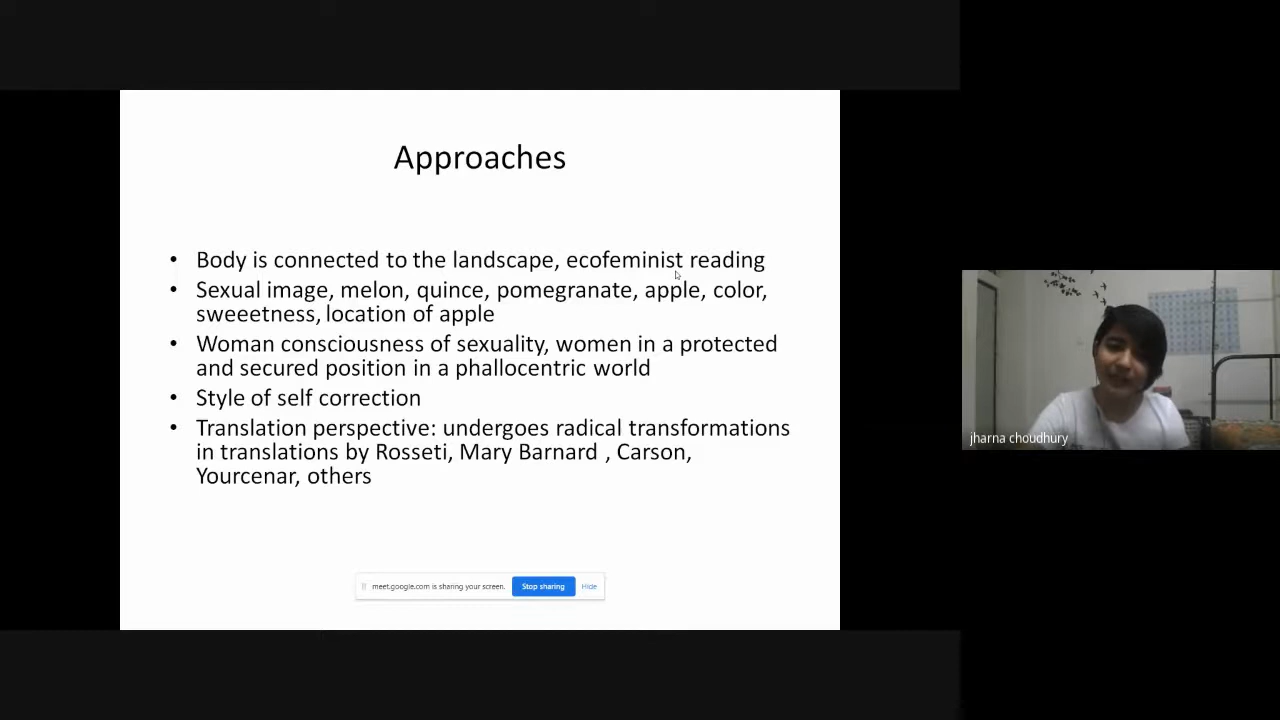 Approaches
• Body is connected to the landscape, ecofeminist reading
• Sexual image, melon, quince, pomegranate, apple, color,
sweeetness, location of apple
• Woman consciousness of sexuality, women in a protected
and secured position in a phallocentric world
• Style of self correction
• Translation perspective: undergoes radical transformations
in translations by Rosseti, Mary Barnard , Carson,
Yourcenar, others
meet.google.com is sharing your screen. Stop sharing Hide
jharna choudhury